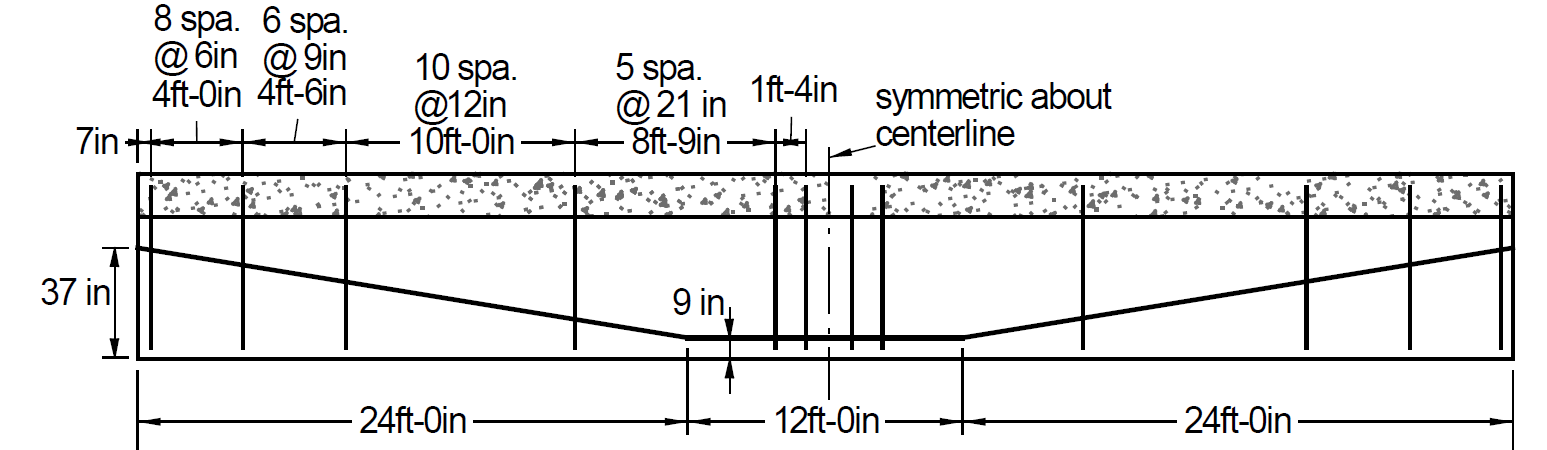 8 spa.
@ 6in
4ft-0in
6 spa.
@ 9in
4ft-6in
10 spa.
@12in
10ft-0in
5 spa.
@ 21 in
8ft-9in
1ft-4in
symmetric about
centerline
7in
37 in
9 in
24ft-0in
12ft-0in
24ft-0in